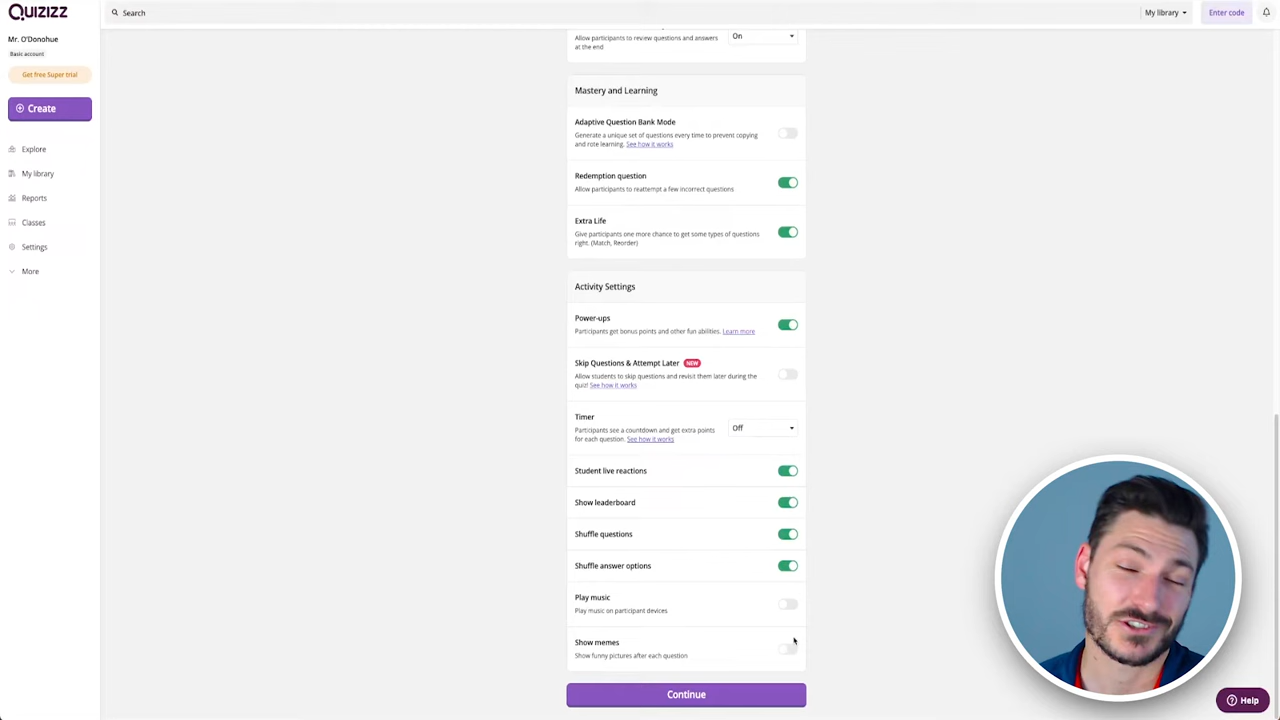 Quizizz
Search
My library
Enter code
Mr. O'Donohue
Basic account
Get free Super trial
Create
Explore
My library
Reports
Classes
Settings
More
Allow participants to review questions and answers
at the end
On
Mastery and Learning
Adaptive Question Bank Mode
Generate a unique set of questions every time to prevent copying
and rote learning. See how it works
Redemption question
Allow participants to reattempt a few incorrect questions
Extra Life
Give participants one more chance to get some types of questions
right. (Match, Reorder)
Activity Settings
Power-ups
Participants get bonus points and other fun abilities. Learn more
Skip Questions & Attempt Later NEW
Allow students to skip questions and revisit them later during the
quiz! See how it works
Timer
Participants see a countdown and get extra points
for each question. See how it works
Off
Student live reactions
Show leaderboard
Shuffle questions
Shuffle answer options
Play music
Play music on participant devices
Show memes
Show funny pictures after each question
Continue
Help